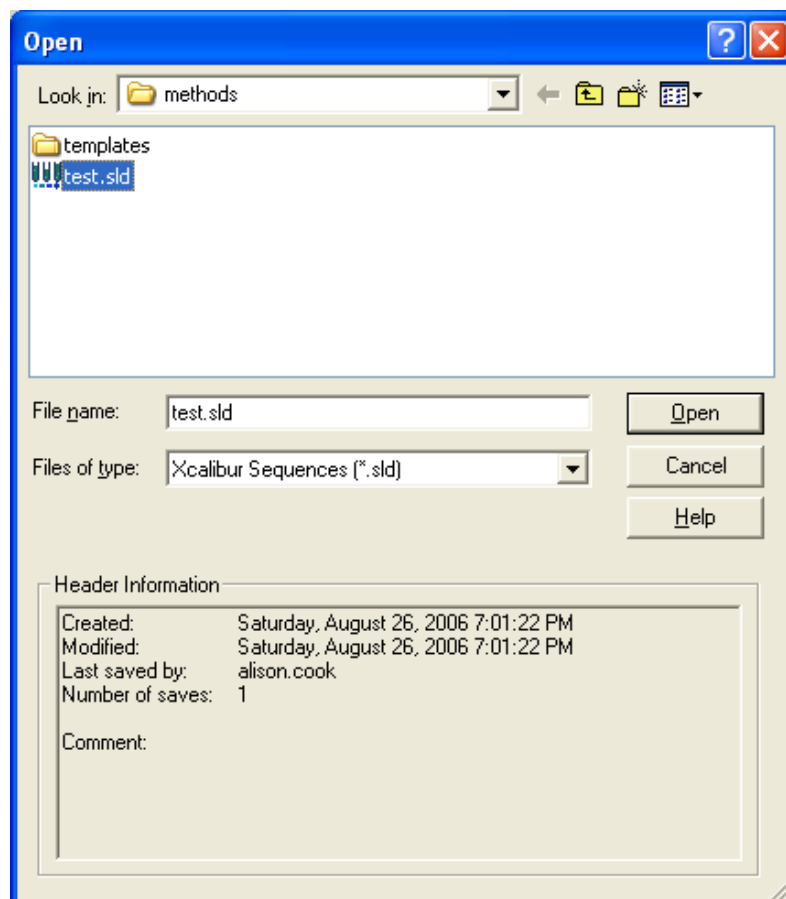 Open
Look in: methods
templates
test.sld
File name: test.sld Open
Files of type: Xcalibur Sequences (*.sld) Cancel
Help
Header Information
Created: Saturday, August 26, 2006 7:01:22 PM
Modified: Saturday, August 26, 2006 7:01:22 PM
Last saved by: alison.cook
Number of saves: 1
Comment: